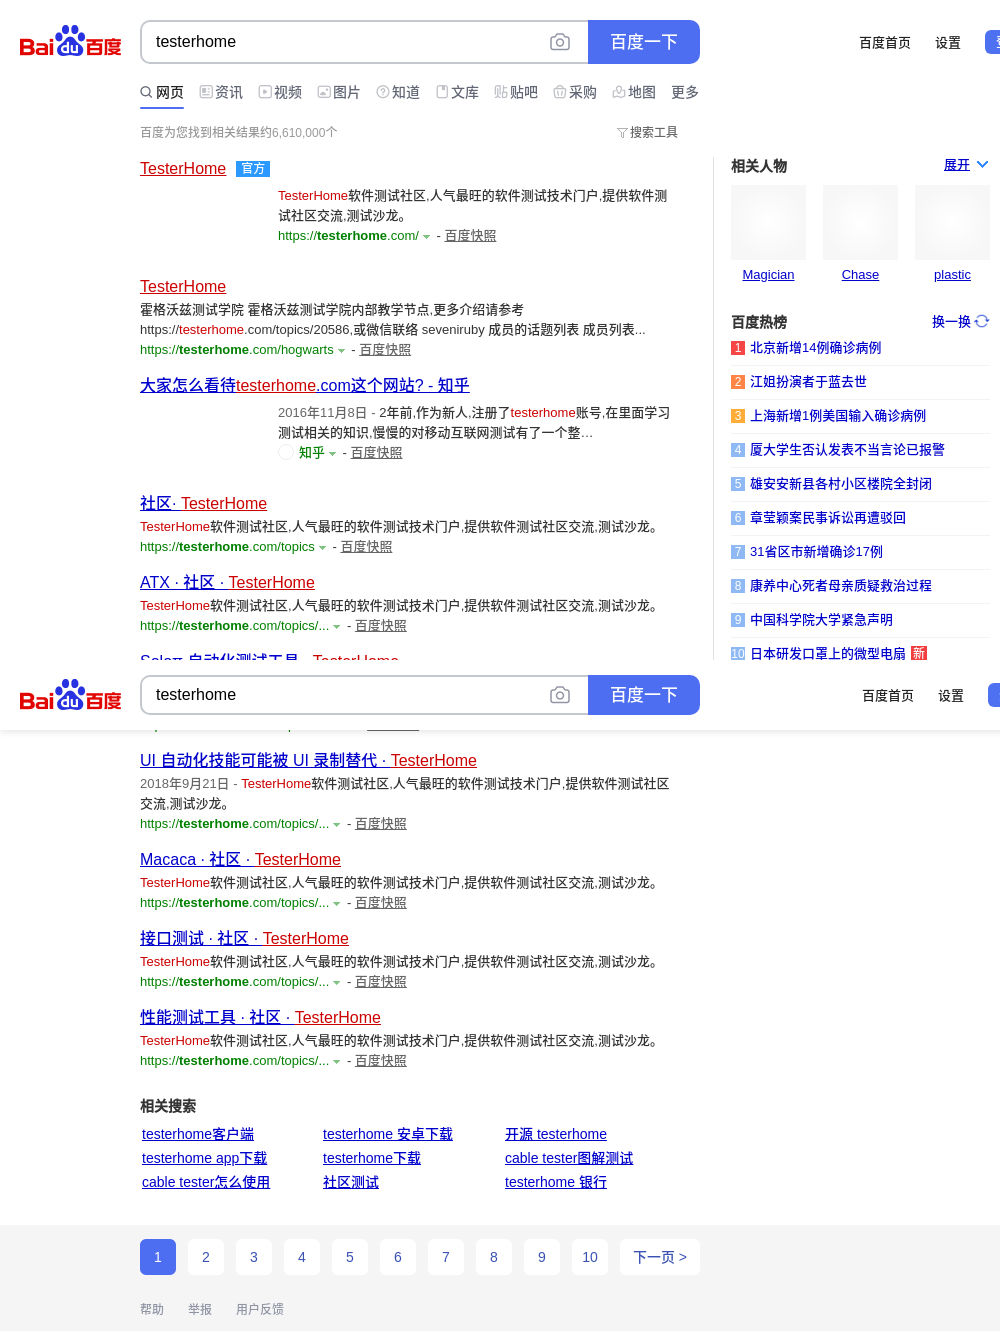 Bai du 百度 testerhome 百度一下 百度首页 设置
网页 资讯 视频 图片 知道 文库 贴吧 采购 地图 更多
百度为您找到相关结果约6,610,000个 搜索工具
TesterHome 官方
TesterHome软件测试社区,人气最旺的软件测试技术门户,提供软件测
试社区交流,测试沙龙。
https://testerhome.com/ - 百度快照
TesterHome
霍格沃兹测试学院 霍格沃兹测试学院内部教学节点,更多介绍请参考
https://testerhome.com/topics/20586,或微信联络 seveniruby 成员的话题列表 成员列表...
https://testerhome.com/hogwarts - 百度快照
大家怎么看待testerhome.com这个网站? - 知乎
2016年11月8日 - 2年前,作为新人,注册了testerhome账号,在里面学习
测试相关的知识,慢慢的对移动互联网测试有了一个整…
知乎 - 百度快照
社区· TesterHome
TesterHome软件测试社区,人气最旺的软件测试技术门户,提供软件测试社区交流,测试沙龙。
https://testerhome.com/topics - 百度快照
ATX · 社区 · TesterHome
TesterHome软件测试社区,人气最旺的软件测试技术门户,提供软件测试社区交流,测试沙龙。
https://testerhome.com/topics/... - 百度快照
相关人物 展开
Magician Chase plastic
百度热榜 换一换
1 北京新增14例确诊病例
2 江姐扮演者于蓝去世
3 上海新增1例美国输入确诊病例
4 厦大学生否认发表不当言论已报警
5 雄安安新县各村小区楼院全封闭
6 章莹颖案民事诉讼再遭驳回
7 31省区市新增确诊17例
8 康养中心死者母亲质疑救治过程
9 中国科学院大学紧急声明
10 日本研发口罩上的微型电扇 新
Bai du 百度 testerhome 百度一下 百度首页 设置
UI 自动化技能可能被 UI 录制替代 · TesterHome
2018年9月21日 - TesterHome软件测试社区,人气最旺的软件测试技术门户,提供软件测试社区
交流,测试沙龙。
https://testerhome.com/topics/... - 百度快照
Macaca · 社区 · TesterHome
TesterHome软件测试社区,人气最旺的软件测试技术门户,提供软件测试社区交流,测试沙龙。
https://testerhome.com/topics/... - 百度快照
接口测试 · 社区 · TesterHome
TesterHome软件测试社区,人气最旺的软件测试技术门户,提供软件测试社区交流,测试沙龙。
https://testerhome.com/topics/... - 百度快照
性能测试工具 · 社区 · TesterHome
TesterHome软件测试社区,人气最旺的软件测试技术门户,提供软件测试社区交流,测试沙龙。
https://testerhome.com/topics/... - 百度快照
相关搜索
testerhome客户端 testerhome 安卓下载 开源 testerhome
testerhome app下载 testerhome下载 cable tester图解测试
cable tester怎么使用 社区测试 testerhome 银行
1 2 3 4 5 6 7 8 9 10 下一页 >
帮助 举报 用户反馈